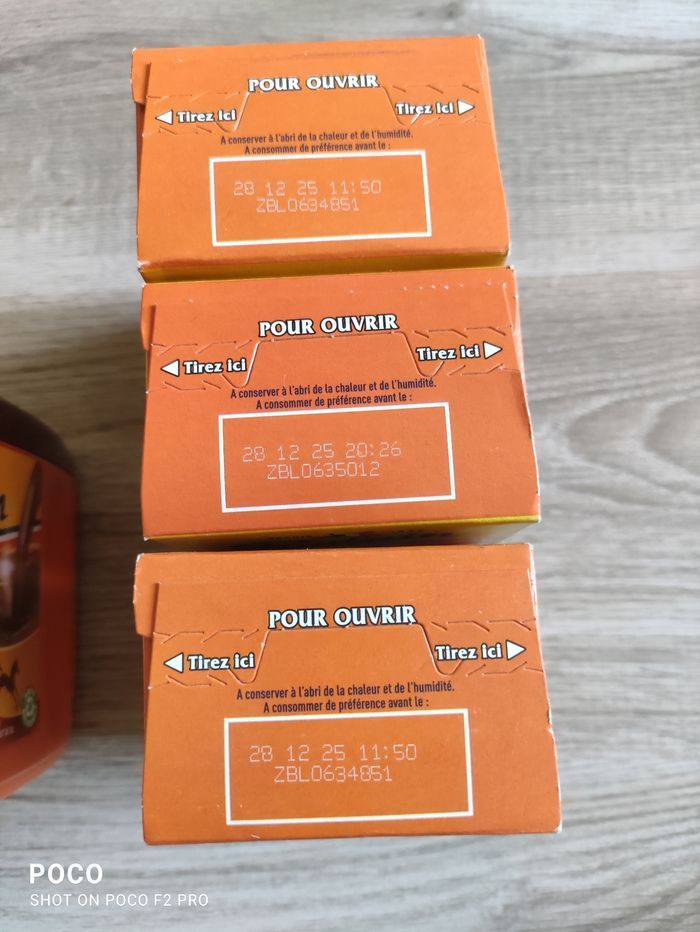 POUR OUVRIR
Tirez ici Tirez ici
A conserver à l'abri de la chaleur et de l'humidité.
A consommer de préférence avant le :
28 12 25 11:50
ZBL0634851
POUR OUVRIR
Tirez ici Tirez ici
A conserver à l'abri de la chaleur et de l'humidité.
A consommer de préférence avant le :
28 12 25 20:26
ZBL0635012
POUR OUVRIR
Tirez ici Tirez ici
A conserver à l'abri de la chaleur et de l'humidité.
A consommer de préférence avant le :
28 12 25 11:50
ZBL0634851
POCO
SHOT ON POCO F2 PRO